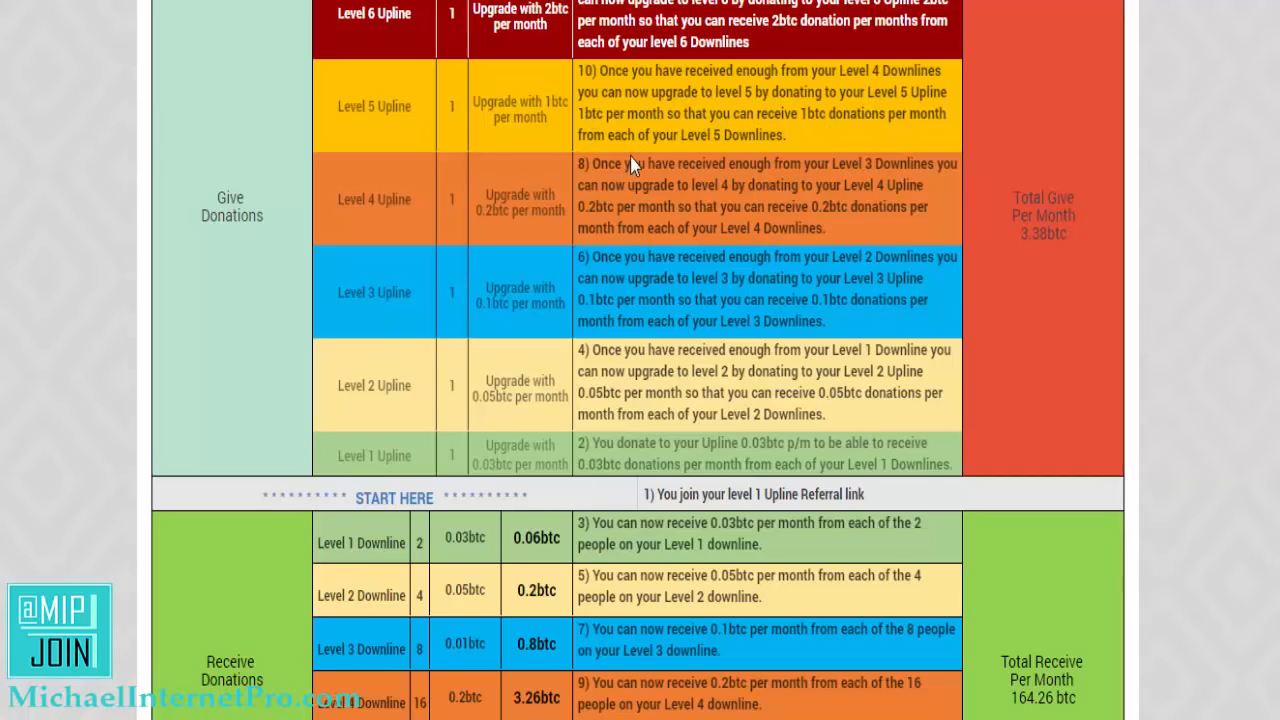 can now upgrade to level 6 by donating to your level 6 Upline 2btc
Level 6 Upline
1
Upgrade with 2btc
per month
per month so that you can receive 2btc donation per months from
each of your level 6 Downlines
Level 5 Upline
1
Upgrade with 1btc
per month
10) Once you have received enough from your Level 4 Downlines
you can now upgrade to level 5 by donating to your Level 5 Upline
1btc per month so that you can receive 1btc donations per month
from each of your Level 5 Downlines.
Give
Donations
Level 4 Upline
1
Upgrade with
0.2btc per month
8) Once you have received enough from your Level 3 Downlines you
can now upgrade to level 4 by donating to your Level 4 Upline
0.2btc per month so that you can receive 0.2btc donations per
month from each of your Level 4 Downlines.
Total Give
Per Month
3.38btc
Level 3 Upline
1
Upgrade with
0.1btc per month
6) Once you have received enough from your Level 2 Downlines you
can now upgrade to level 3 by donating to your Level 3 Upline
0.1btc per month so that you can receive 0.1btc donations per
month from each of your Level 3 Downlines.
Level 2 Upline
1
Upgrade with
0.05btc per month
4) Once you have received enough from your Level 1 Downline you
can now upgrade to level 2 by donating to your Level 2 Upline
0.05btc per month so that you can receive 0.05btc donations per
month from each of your Level 2 Downlines.
Level 1 Upline
1
Upgrade with
0.03btc per month
2) You donate to your Upline 0.03btc p/m to be able to receive
0.03btc donations per month from each of your Level 1 Downlines.
********** START HERE **********
1) You join your level 1 Upline Referral link
Level 1 Downline
2
0.03btc
0.06btc
3) You can now receive 0.03btc per month from each of the 2
people on your Level 1 downline.
Level 2 Downline
4
0.05btc
0.2btc
5) You can now receive 0.05btc per month from each of the 4
people on your Level 2 downline.
Level 3 Downline
8
0.01btc
0.8btc
7) You can now receive 0.1btc per month from each of the 8 people
on your Level 3 downline.
Receive
Donations
Downline
16
0.2btc
3.26btc
9) You can now receive 0.2btc per month from each of the 16
people on your Level 4 downline.
Total Receive
Per Month
164.26 btc
@MIP
JOIN
MichaelInternetPro.com